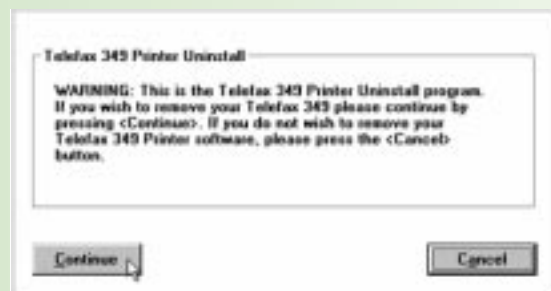 Telefax 349 Printer Uninstall
WARNING: This is the Telefax 349 Printer Uninstall program.
If you wish to remove your Telefax 349 please continue by
pressing <Continue>. If you do not wish to remove your
Telefax 349 Printer software, please press the <Cancel>
button.
Continue
Cancel